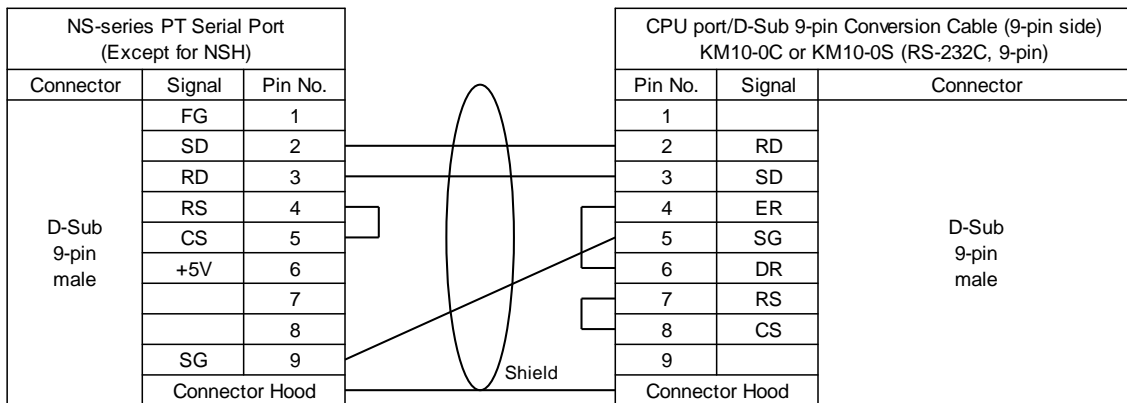 NS-series PT Serial Port
(Except for NSH)
Connector Signal Pin No.
FG 1
SD 2
RD 3
RS 4
CS 5
+5V 6
7
8
SG 9
D-Sub
9-pin
male
Connector Hood
Shield
CPU port/D-Sub 9-pin Conversion Cable (9-pin side)
KM10-0C or KM10-0S (RS-232C, 9-pin)
Pin No. Signal Connector
1
2 RD
3 SD
4 ER
5 SG
6 DR
7 RS
8 CS
9
D-Sub
9-pin
male
Connector Hood